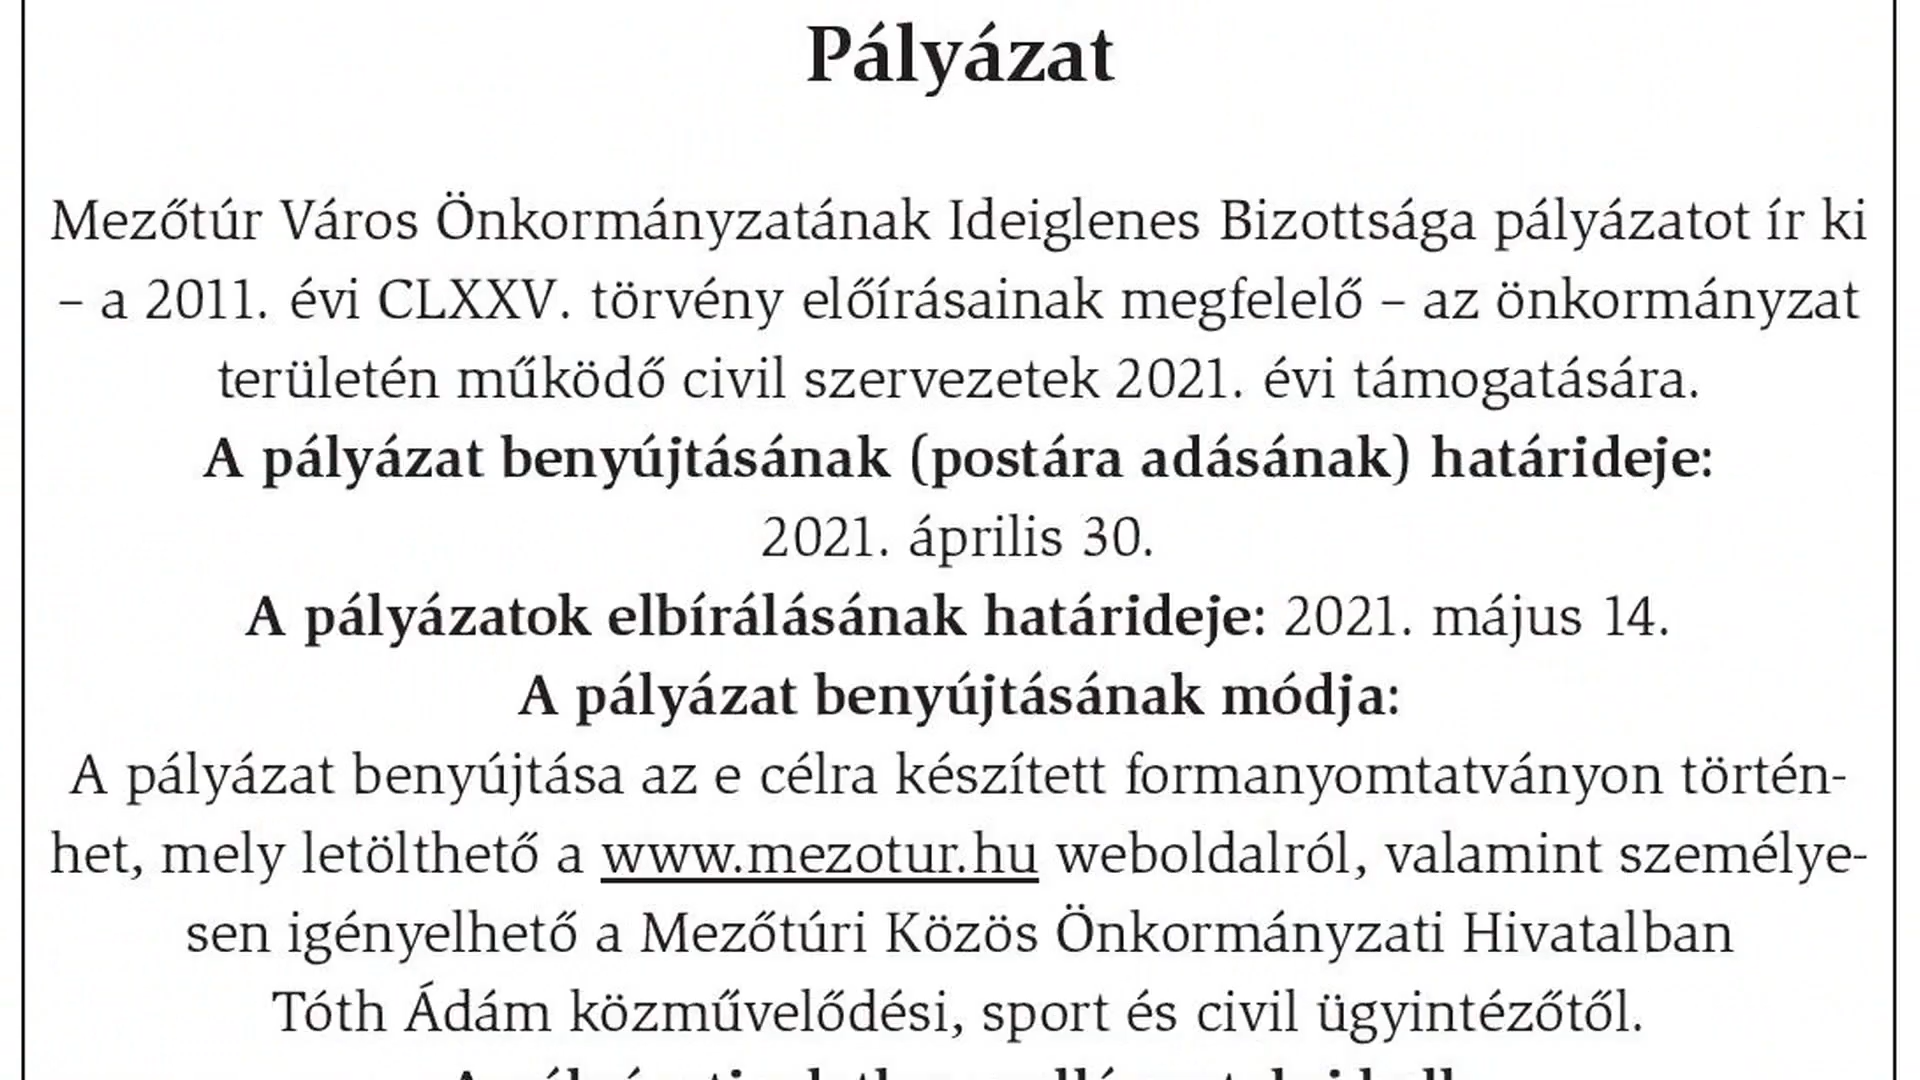 Pályázat
Mezőtúr Város Önkormányzatának Ideiglenes Bizottsága pályázatot ír ki
– a 2011. évi CLXXV. törvény előírásainak megfelelő – az önkormányzat
területén működő civil szervezetek 2021. évi támogatására.
A pályázat benyújtásának (postára adásának) határideje:
2021. április 30.
A pályázatok elbírálásának határideje: 2021. május 14.
A pályázat benyújtásának módja:
A pályázat benyújtása az e célra készített formanyomtatványon történ-
het, mely letölthető a www.mezotur.hu weboldalról, valamint személye-
sen igényelhető a Mezőtúri Közös Önkormányzati Hivatalban
Tóth Ádám közművelődési, sport és civil ügyintézőtől.